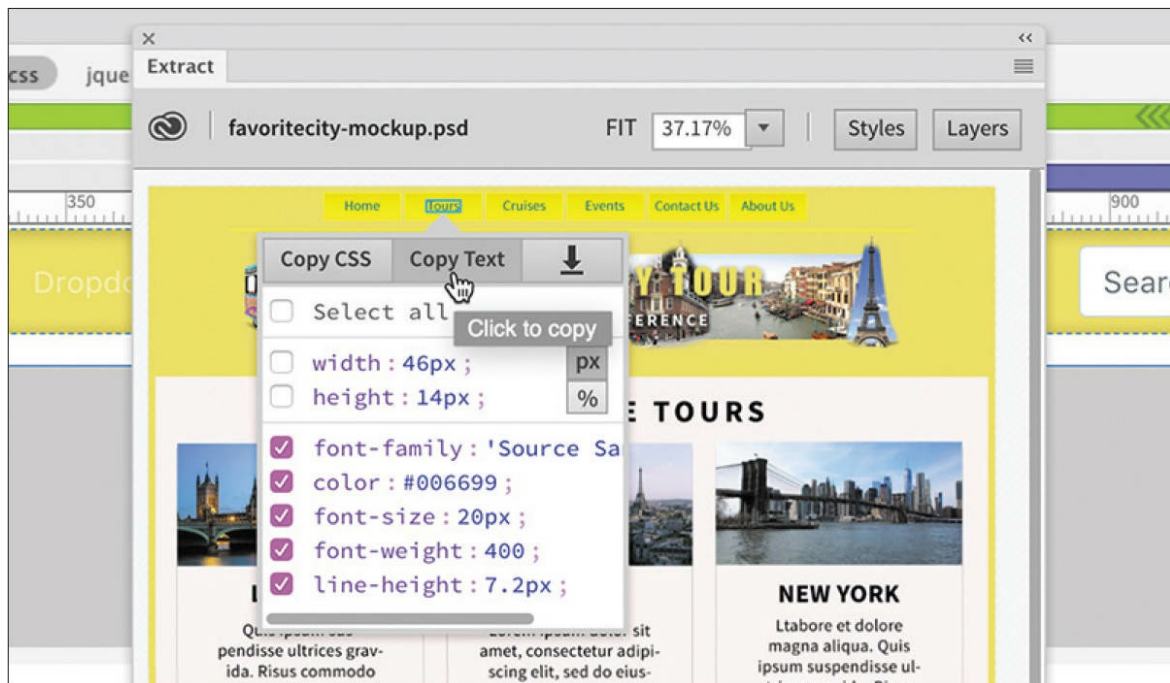 css jque
Extract
favoritecity-mockup.psd FIT 37.17% Styles Layers
350 900
Home Tours Cruises Events Contact Us About Us
Copy CSS Copy Text
Y TOUR
Dropdo Sear
Select all
ERENCE
Click to copy
width: 46px;
px
height: 14px;
%
E TOURS
font-family: 'Source Sa
color: #006699;
font-size: 20px;
font-weight: 400;
line-height: 7.2px;
L NEW YORK
Ltabore et dolore
pendisse ultrices grav- amet, consectetur adipi- magna aliqua. Quis
ida. Risus commodo scing elit, sed do eius- ipsum suspendisse ul-